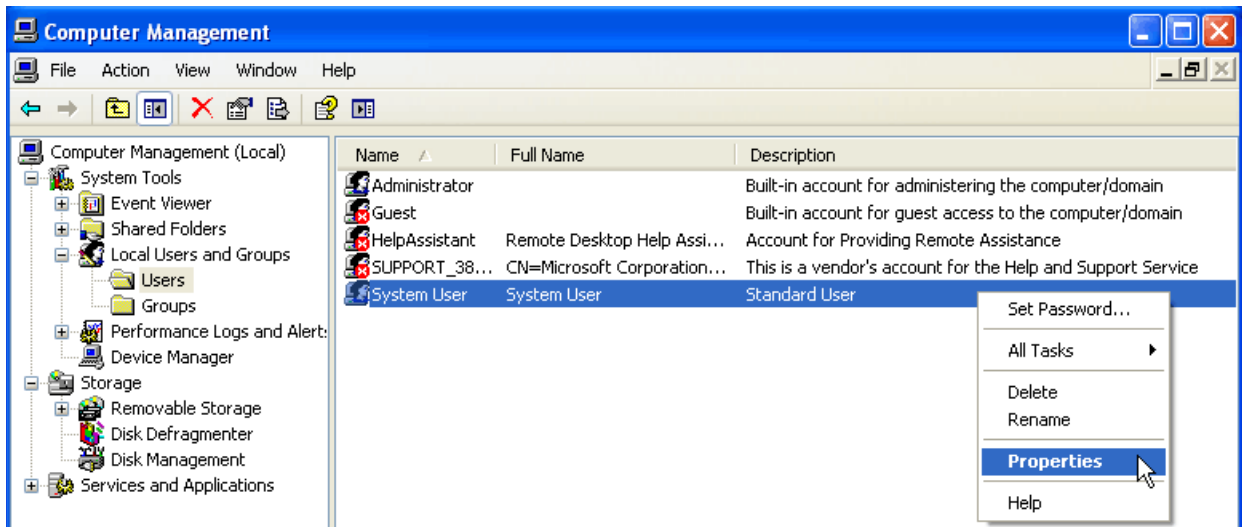 Computer Management
File Action View Window Help
Computer Management (Local)
System Tools
Event Viewer
Shared Folders
Local Users and Groups
Users
Groups
Performance Logs and Alert:
Device Manager
Storage
Removable Storage
Disk Defragmenter
Disk Management
Services and Applications
Name Full Name Description
Administrator Built-in account for administering the computer/domain
Guest Built-in account for guest access to the computer/domain
HelpAssistant Remote Desktop Help Assi... Account for Providing Remote Assistance
SUPPORT_38... CN=Microsoft Corporation... This is a vendor's account for the Help and Support Service
System User System User Standard User
Set Password...
All Tasks
Delete
Rename
Properties
Help